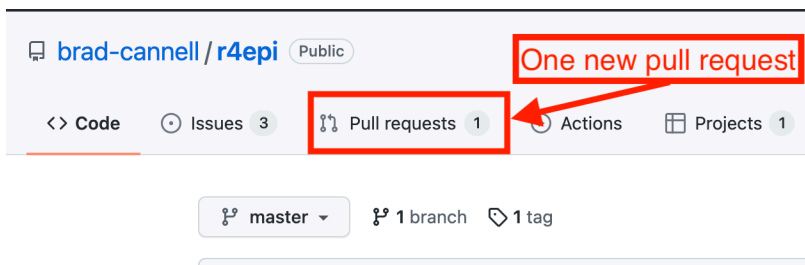 brad-cannell / r4epi Public
One new pull request
<> Code Issues 3 Pull requests 1 Actions Projects 1
master 1 branch 1 tag